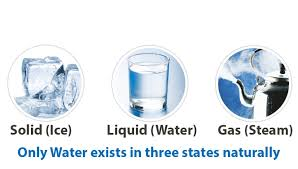 Solid (Ice) Liquid (Water) Gas (Steam)
Only Water exists in three states naturally